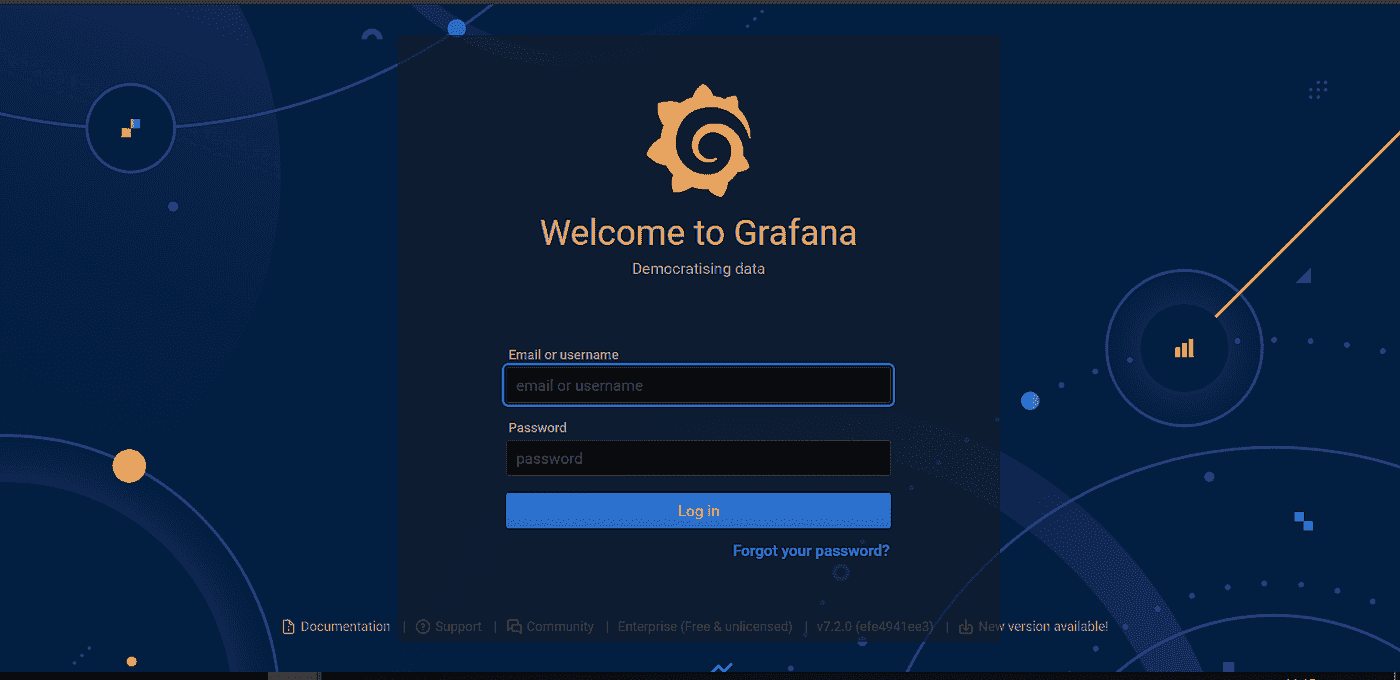 Welcome to Grafana
Democratising data
Email or username
email or username
Password
password
Log in
Forgot your password?
Documentation | Support | Community | Enterprise (Free & unlicensed) | v7.2.0 (efe4941ee3) | New version available!